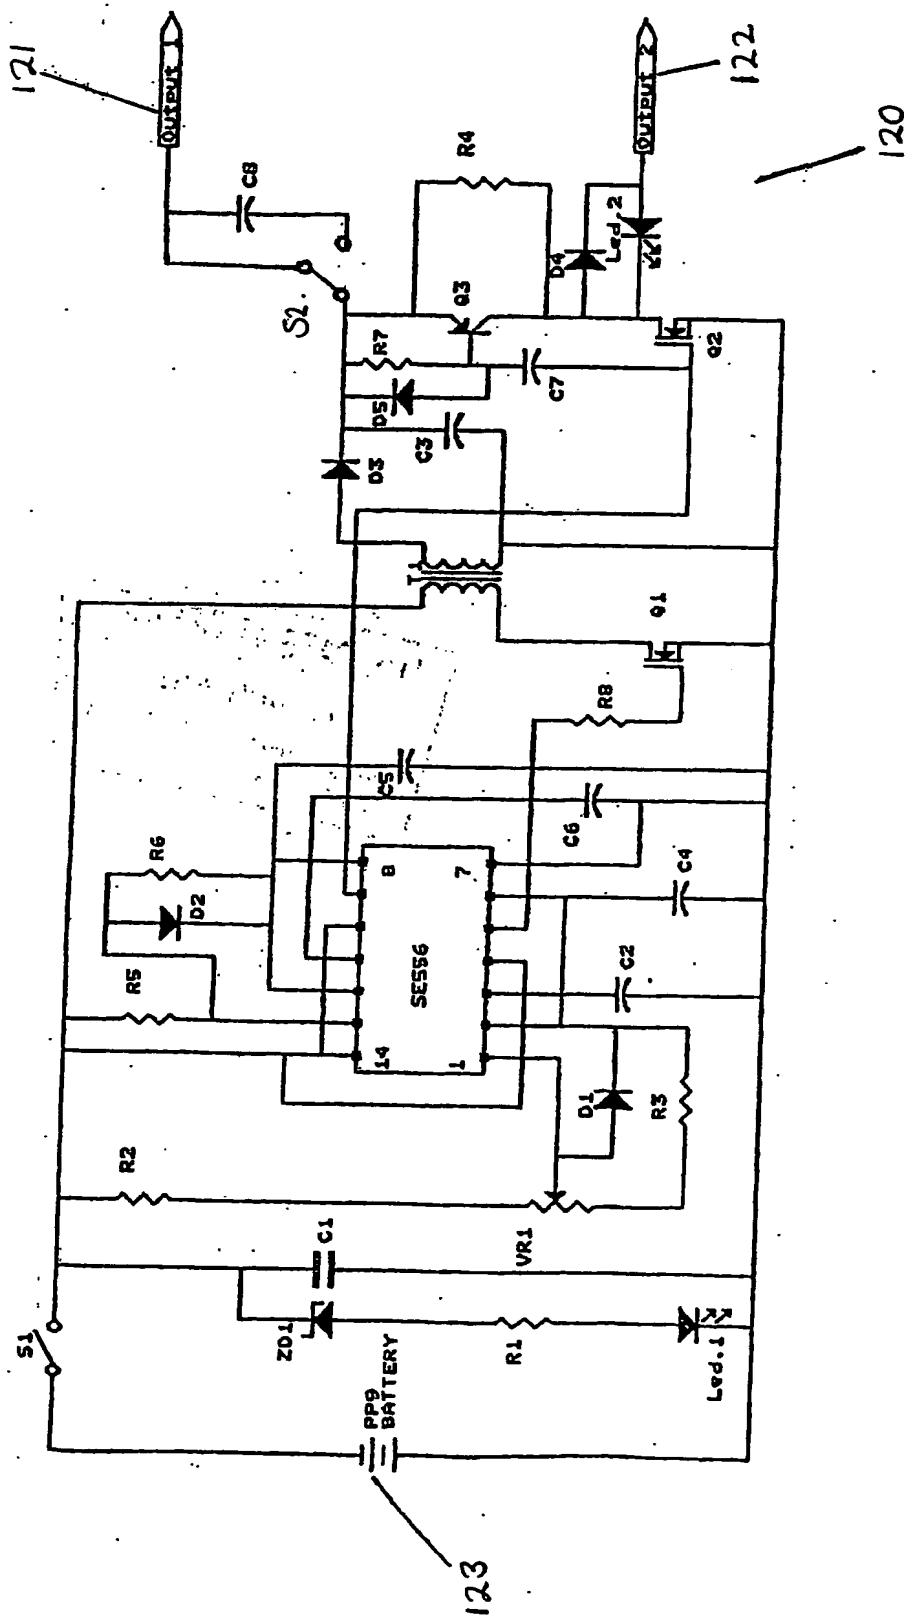 S1
PP9
BATTERY
123
ZD1
R1
Led.1
C1
VR1
R2
D1
R3
R5
14
1
SE556
C2
D2
R6
8
7
C4
C6
C5
R8
Q1
T1
D3
C3
D5
R7
C7
S2.
Q3
Q2
D4
Led.2
C8
R4
Output 1
121
Output 2
122
120